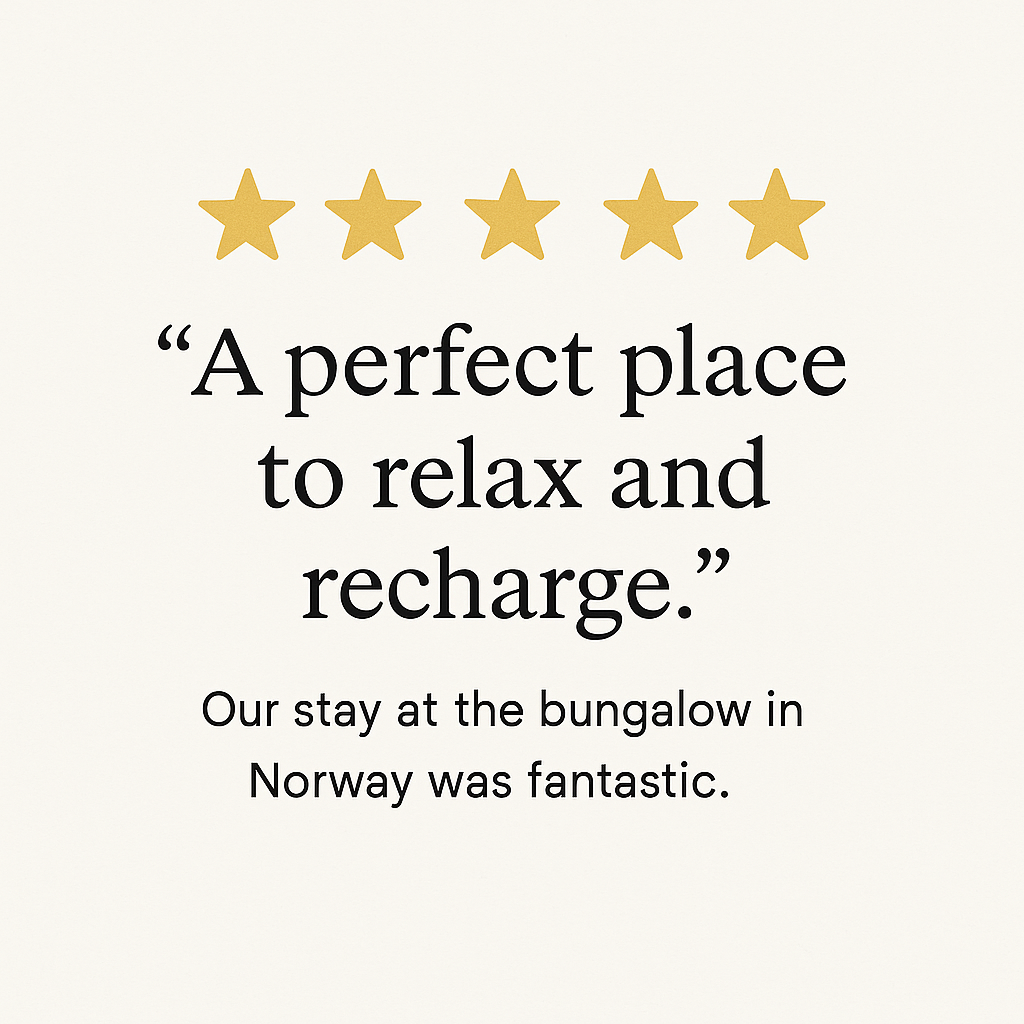 “A perfect place
to relax and
recharge.”
Our stay at the bungalow in
Norway was fantastic.